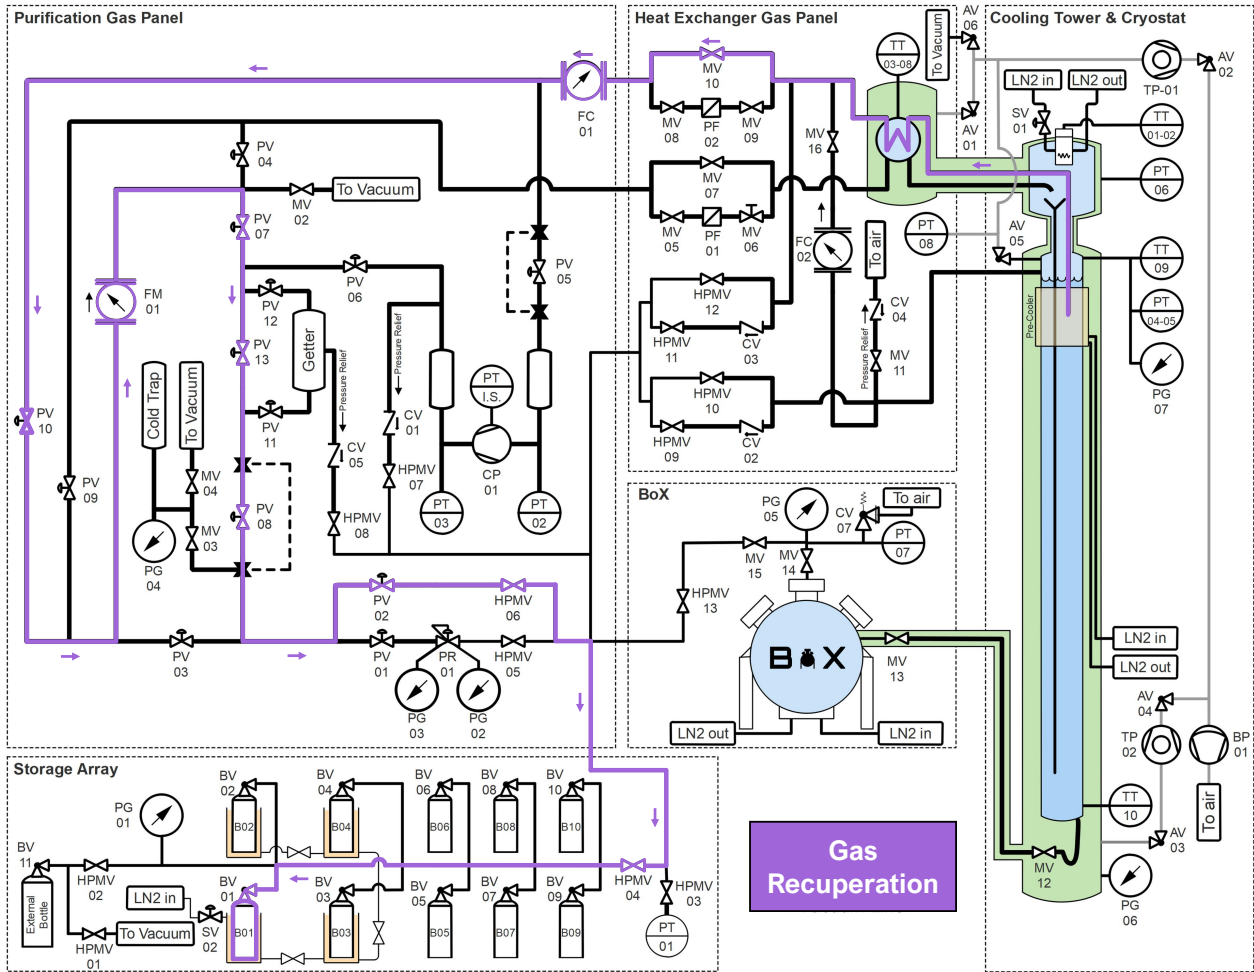 Purification Gas Panel
Heat Exchanger Gas Panel
Cooling Tower & Cryostat
Storage Array
BoX
Gas
Recuperation
FC
01
PV
04
MV
02
To Vacuum
PV
07
PV
06
PV
05
FM
01
PV
12
PV
13
Getter
PV
11
Pressure Relief
Pressure Relief
Cold Trap
To Vacuum
MV
04
MV
03
PG
04
PV
10
PV
09
PV
08
CV
05
CV
01
HPMV
07
HPMV
08
PT
I.S.
CP
01
PT
03
PT
02
PV
02
HPMV
06
PV
03
PV
01
PR
01
HPMV
05
PG
03
PG
02
MV
10
MV
08
PF
02
MV
09
MV
07
MV
05
PF
01
MV
06
MV
16
FC
02
To air
CV
04
Pressure Relief
MV
11
HPMV
12
HPMV
11
CV
03
HPMV
10
HPMV
09
CV
02
TT
03-08
To Vacuum
AV
06
AV
01
PT
08
AV
05
LN2 in
LN2 out
SV
01
TP-01
AV
02
TT
01-02
PT
06
TT
09
PT
04-05
PG
07
Pre-Cooler
LN2 in
LN2 out
AV
04
TP
02
BP
01
To air
TT
10
AV
03
PG
06
MV
12
PG
05
CV
07
To air
PT
07
MV
15
MV
14
HPMV
13
BOX
MV
13
LN2 out
LN2 in
PG
01
BV
11
External
Bottle
HPMV
02
HPMV
01
To Vacuum
LN2 in
SV
02
BV
02
B02
BV
04
B04
BV
06
B06
BV
08
B08
BV
10
B10
BV
01
B01
BV
03
B03
BV
05
B05
BV
07
B07
BV
09
B09
HPMV
04
HPMV
03
PT
01